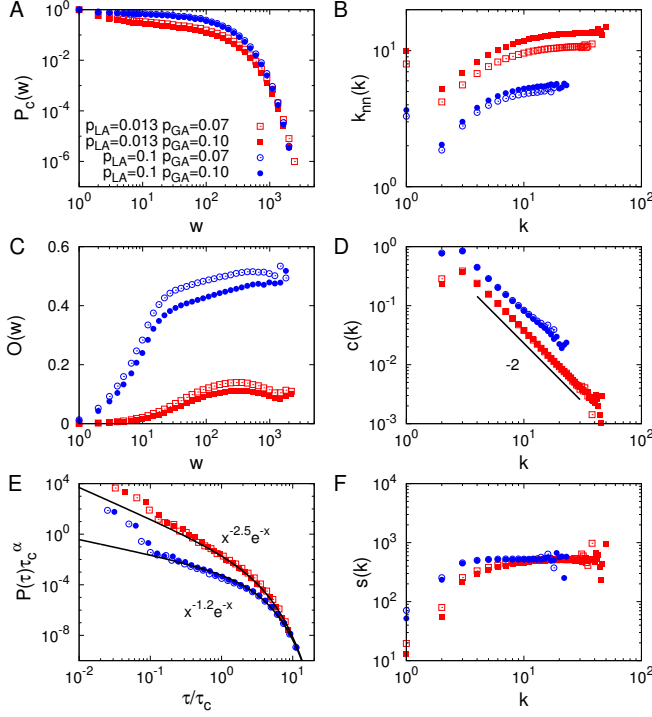 A
10^0
10^-2
10^-4
10^-6
P_c(w)
p_LA=0.013 p_GA=0.07
p_LA=0.013 p_GA=0.10
p_LA=0.1 p_GA=0.07
p_LA=0.1 p_GA=0.10
10^0 10^1 10^2 10^3
w
B
10^1
10^0
k_nn(k)
10^0 10^1 10^2
k
C
0.6
0.4
0.2
0
O(w)
10^0 10^1 10^2 10^3
w
D
10^0
10^-1
10^-2
10^-3
c(k)
-2
10^0 10^1 10^2
k
E
10^4
10^0
10^-4
10^-8
P(τ)τ_c^α
x^-2.5e^-x
x^-1.2e^-x
10^-2 10^-1 10^0 10^1
τ/τ_c
F
10^4
10^3
10^2
10^1
s(k)
10^0 10^1 10^2
k